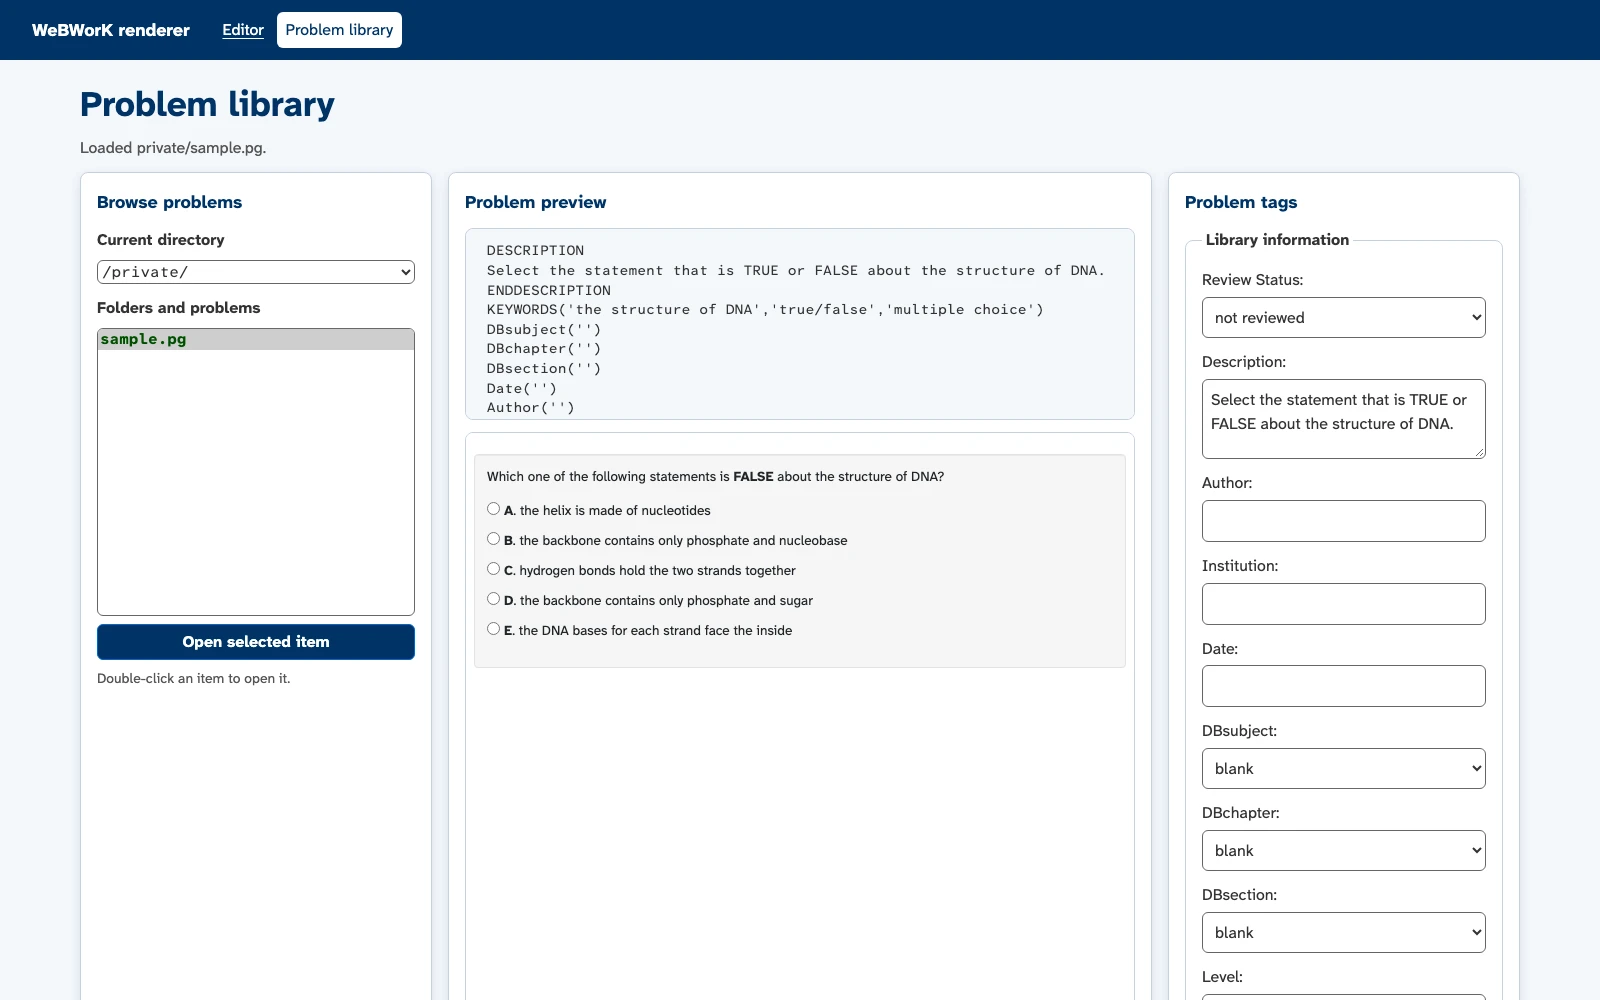 WeBWorK renderer
Editor
Problem library
Problem library
Loaded private/sample.pg.
Browse problems
Current directory
/private/
Folders and problems
sample.pg
Open selected item
Double-click an item to open it.
Problem preview
DESCRIPTION
Select the statement that is TRUE or FALSE about the structure of DNA.
ENDDESCRIPTION
KEYWORDS('the structure of DNA','true/false','multiple choice')
DBsubject('')
DBchapter('')
DBsection('')
Date('')
Author('')
Which one of the following statements is FALSE about the structure of DNA?
A. the helix is made of nucleotides
B. the backbone contains only phosphate and nucleobase
C. hydrogen bonds hold the two strands together
D. the backbone contains only phosphate and sugar
E. the DNA bases for each strand face the inside
Problem tags
Library information
Review Status:
not reviewed
Description:
Select the statement that is TRUE or
FALSE about the structure of DNA.
Author:
Institution:
Date:
DBsubject:
blank
DBchapter:
blank
DBsection:
blank
Level: